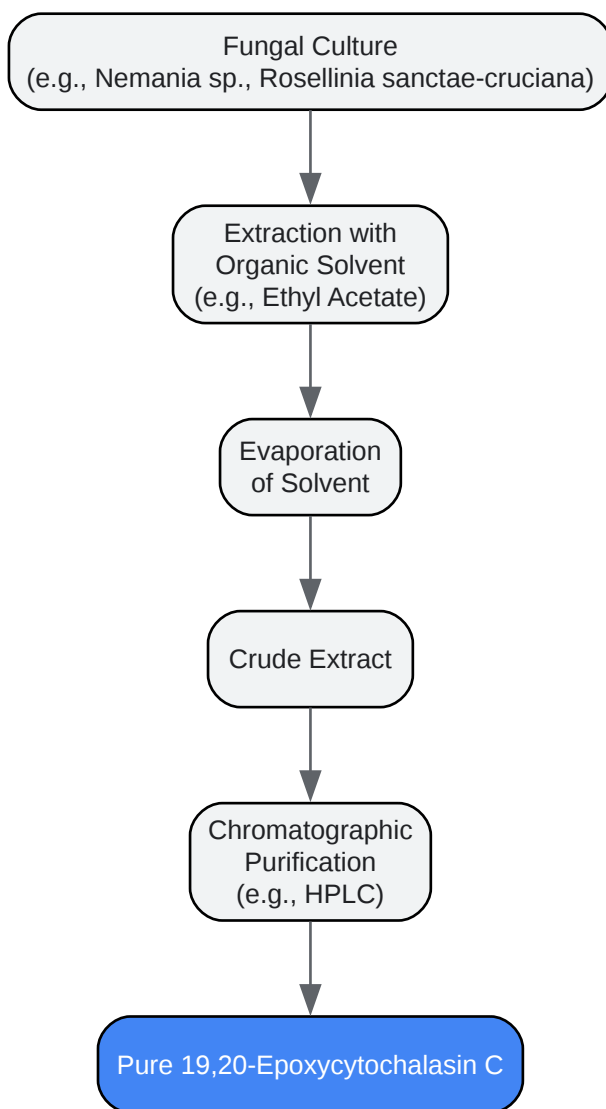 Fungal Culture
(e.g., Nemania sp., Rosellinia sanctae-cruciana)
Extraction with
Organic Solvent
(e.g., Ethyl Acetate)
Evaporation
of Solvent
Crude Extract
Chromatographic
Purification
(e.g., HPLC)
Pure 19,20-Epoxycytochalasin C